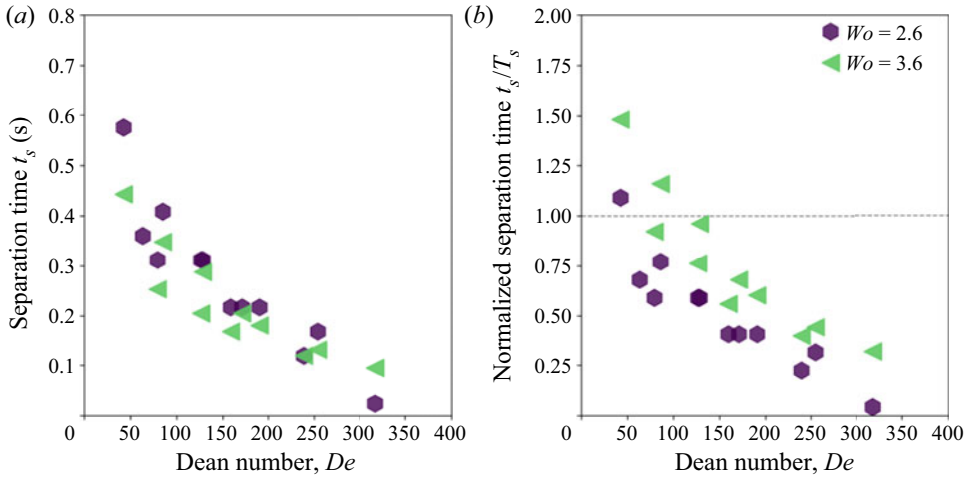 (a)
0.8
0.7
0.6
0.5
0.4
0.3
0.2
0.1
Separation time t_s (s)
0 50 100 150 200 250 300 350 400
Dean number, De
(b)
2.00
1.75
1.50
1.25
1.00
0.75
0.50
0.25
0
Normalized separation time t_s/T_s
Wo = 2.6
Wo = 3.6
50 100 150 200 250 300 350 400
Dean number, De